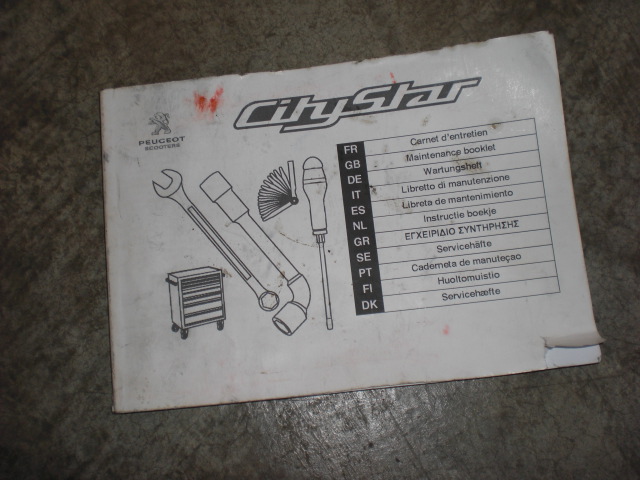 CityStar
PEUGEOT
SCOOTERS
FR Carnet d'entretien
GB Maintenance booklet
DE Wartungsheft
IT Libretto di manutenzione
ES Libreta de mantenimiento
NL Instructie boekje
GR ΕΓΧΕΙΡΙΔΙΟ ΣΥΝΤΗΡΗΣΗΣ
SE Servicehäfte
PT Caderneta de manuteçao
FI Huoltomuistio
DK Servicehæfte